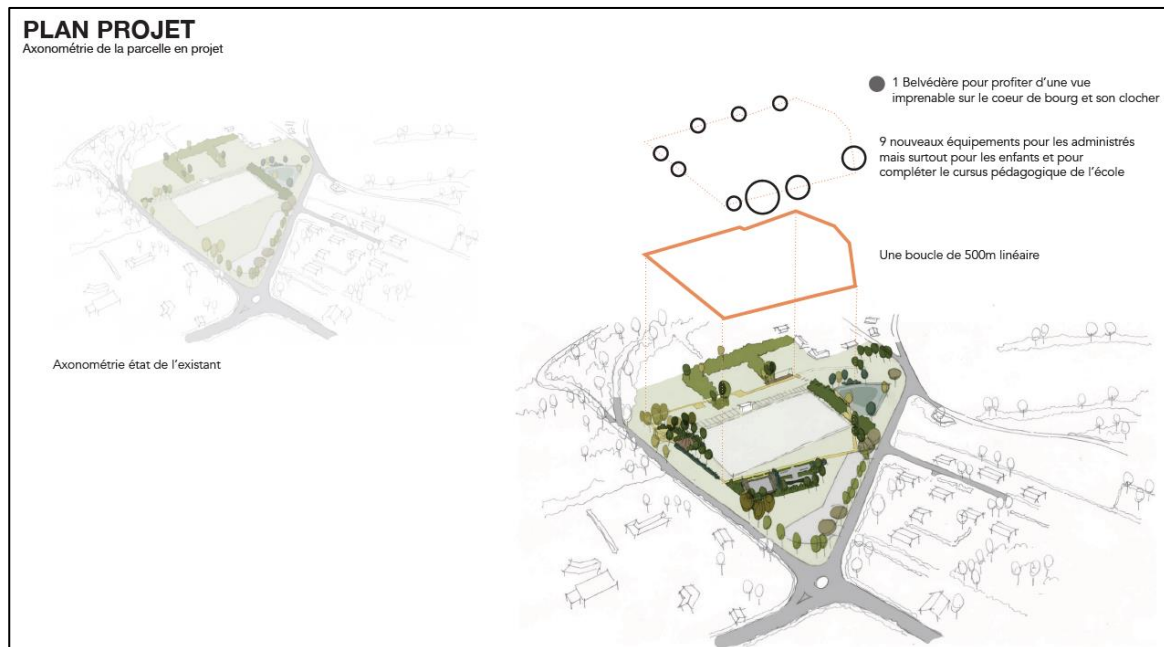 PLAN PROJET
Axonométrie de la parcelle en projet
1 Belvédère pour profiter d'une vue
imprenable sur le coeur de bourg et son clocher
9 nouveaux équipements pour les administrés
mais surtout pour les enfants et pour
compléter le cursus pédagogique de l'école
Une boucle de 500m linéaire
Axonométrie état de l'existant